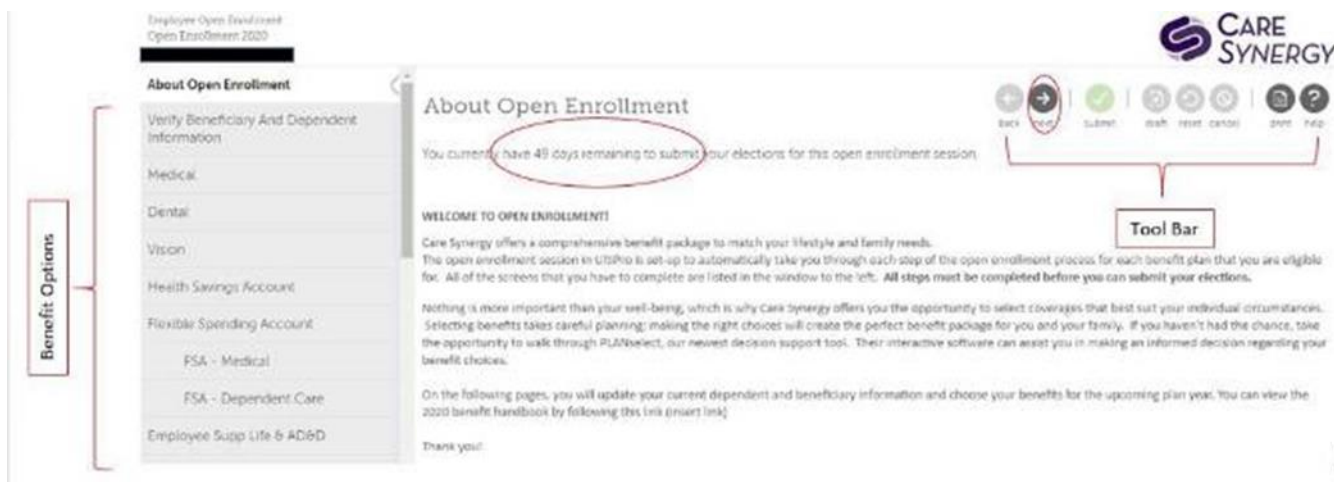 Employee Open Enrollment
Open Enrollment 2020
CARE
SYNERGY
About Open Enrollment
Verify Beneficiary And Dependent
Information
Medical
Dental
Vision
Health Savings Account
Flexible Spending Account
FSA - Medical
FSA - Dependent Care
Employee Supp Life & AD&D
Benefit Options
About Open Enrollment
back next submit draft reset cancel print help
You currently have 49 days remaining to submit your elections for this open enrollment session.
Tool Bar
WELCOME TO OPEN ENROLLMENT!
Care Synergy offers a comprehensive benefit package to match your lifestyle and family needs.
The open enrollment session in UltiPro is set-up to automatically take you through each step of the open enrollment process for each benefit plan that you are eligible
for. All of the screens that you have to complete are listed in the window to the left. All steps must be completed before you can submit your elections.
Nothing is more important than your well-being, which is why Care Synergy offers you the opportunity to select coverages that best suit your individual circumstances.
Selecting benefits takes careful planning; making the right choices will create the perfect benefit package for you and your family. If you haven't had the chance, take
the opportunity to walk through PLANselect, our newest decision support tool. Their interactive software can assist you in making an informed decision regarding your
benefit choices.
On the following pages, you will update your current dependent and beneficiary information and choose your benefits for the upcoming plan year. You can view the
2020 benefit handbook by following this link (insert link)
Thank you!